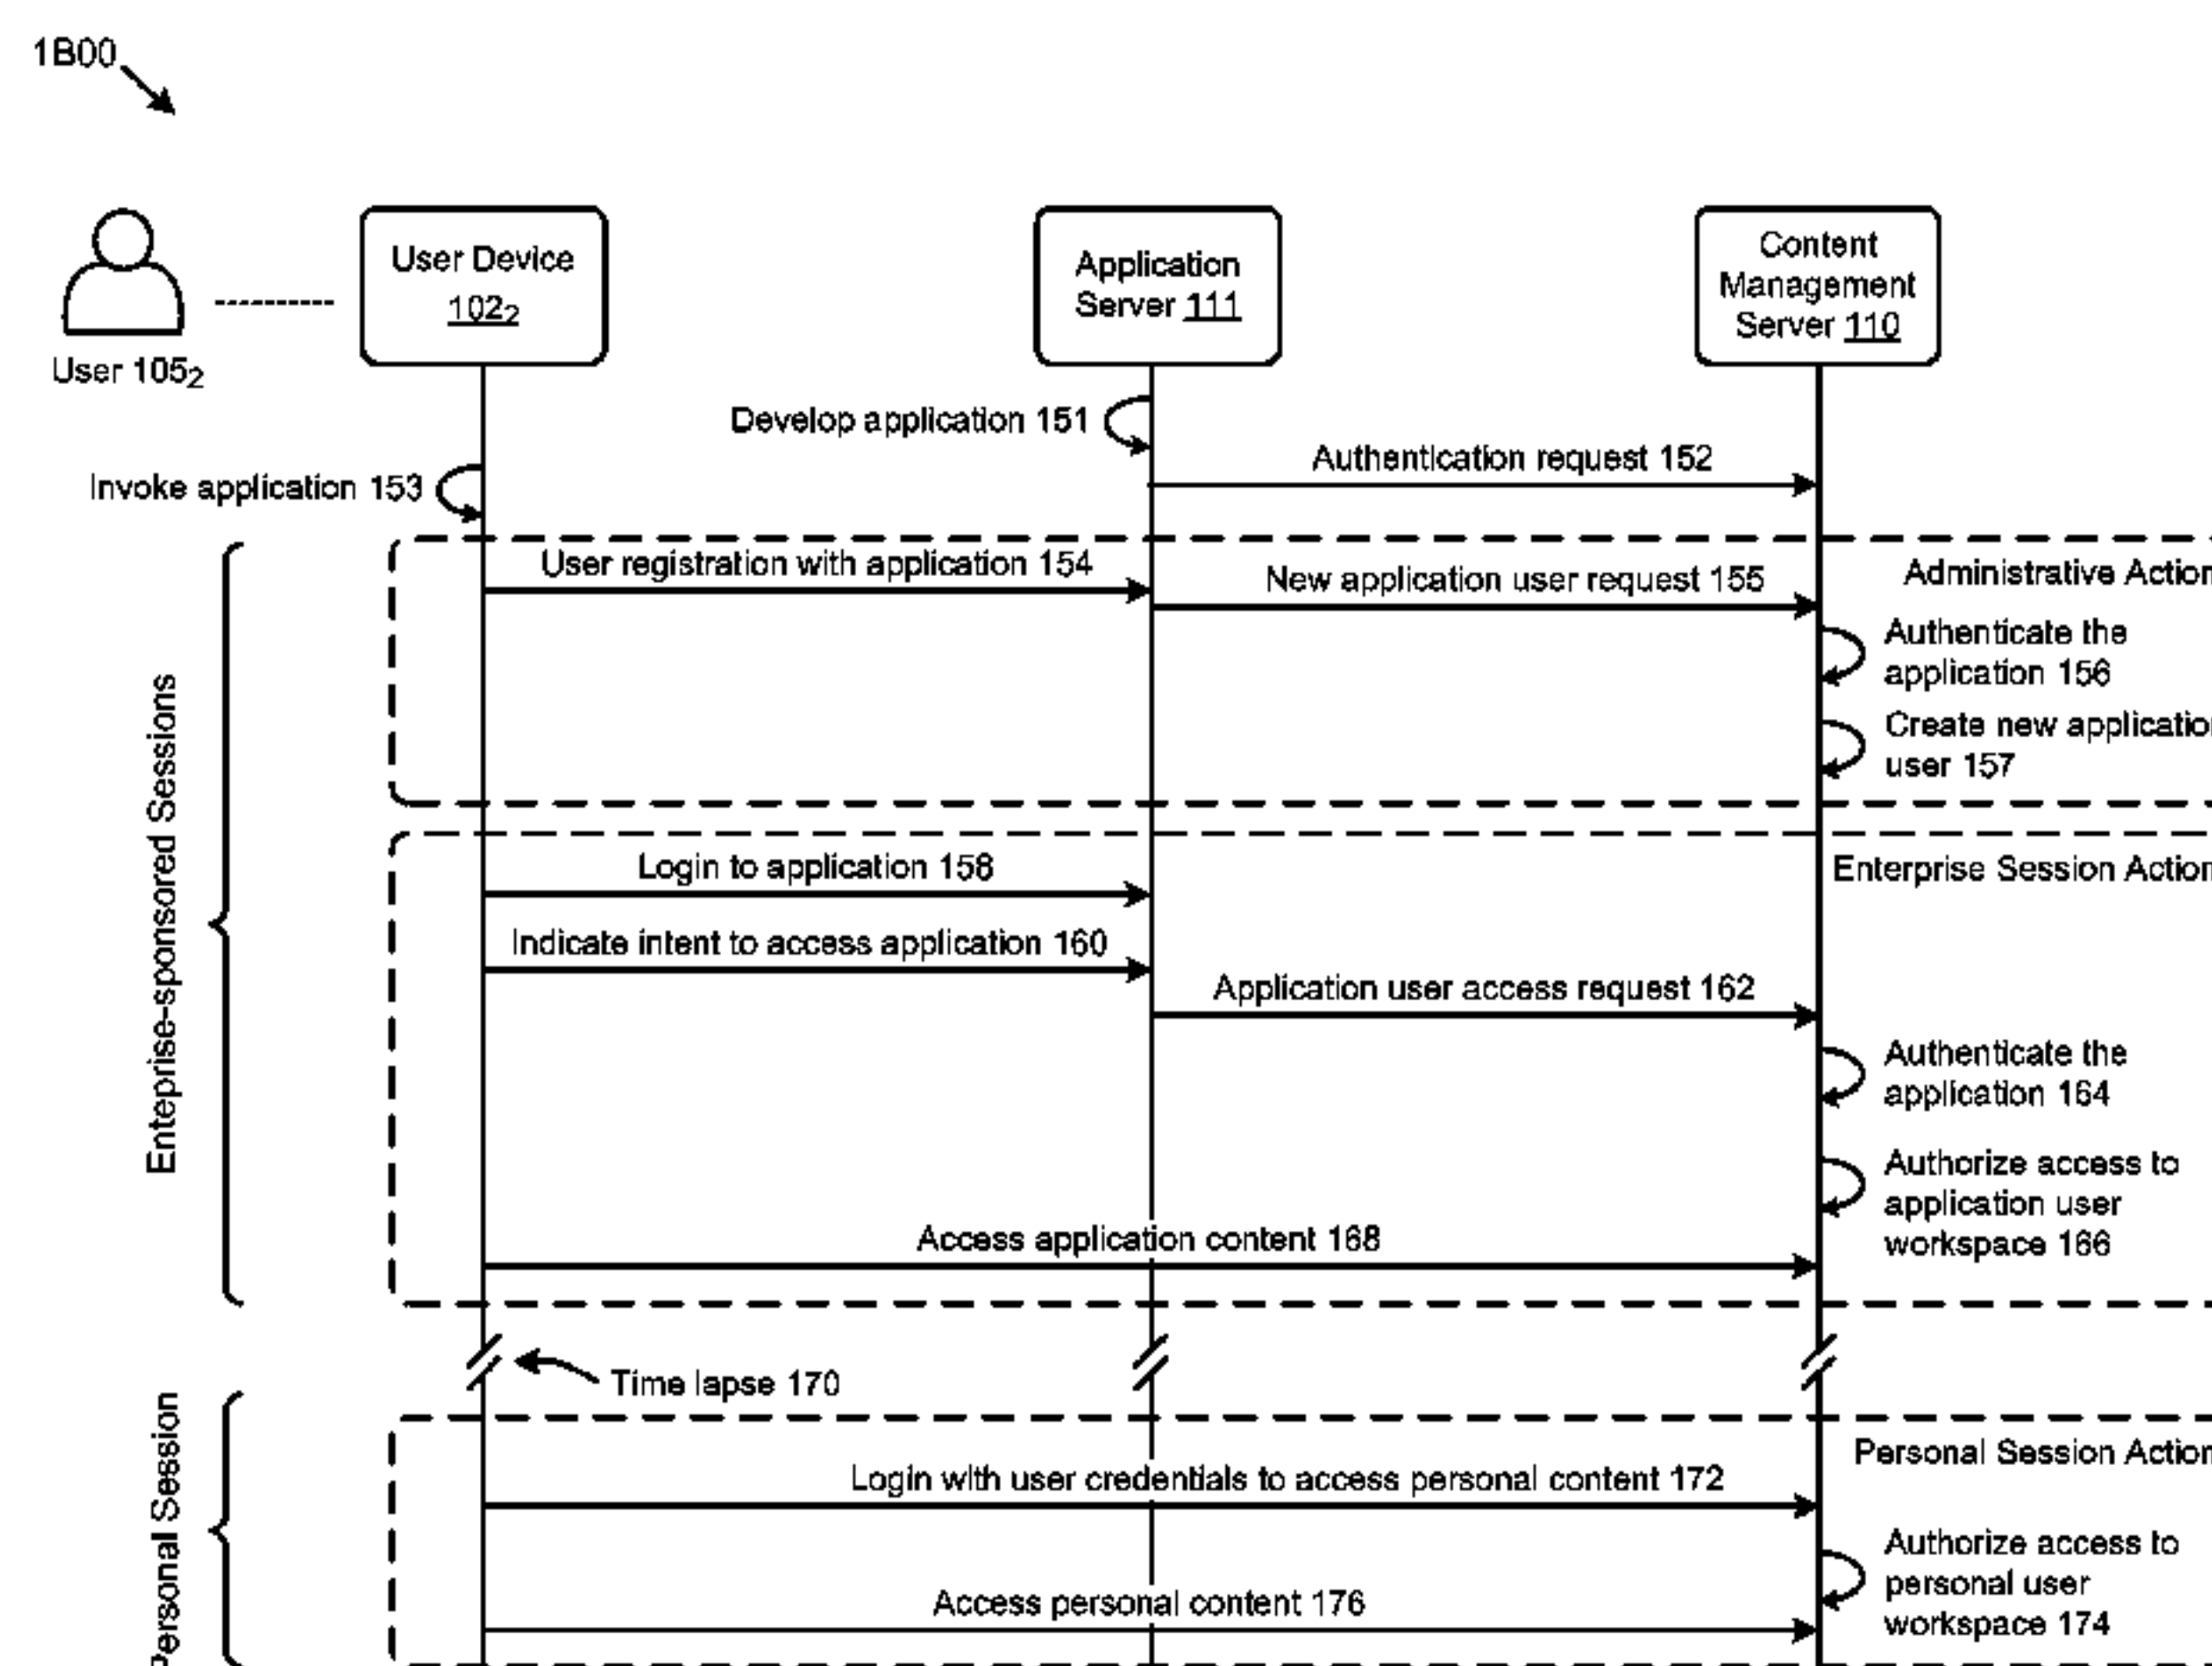 1B00
User Device
102₂
Application
Server 111
Content
Management
Server 110
User 105₂
Develop application 151
Authentication request 152
Invoke application 153
User registration with application 154
New application user request 155
Administrative Action
Authenticate the
application 156
Create new applicatio
user 157
Enteprise-sponsored Sessions
Login to application 158
Enterprise Session Action
Indicate intent to access application 160
Application user access request 162
Authenticate the
application 164
Authorize access to
application user
workspace 166
Access application content 168
Time lapse 170
Personal Session
Personal Session Action
Login with user credentials to access personal content 172
Authorize access to
personal user
workspace 174
Access personal content 176